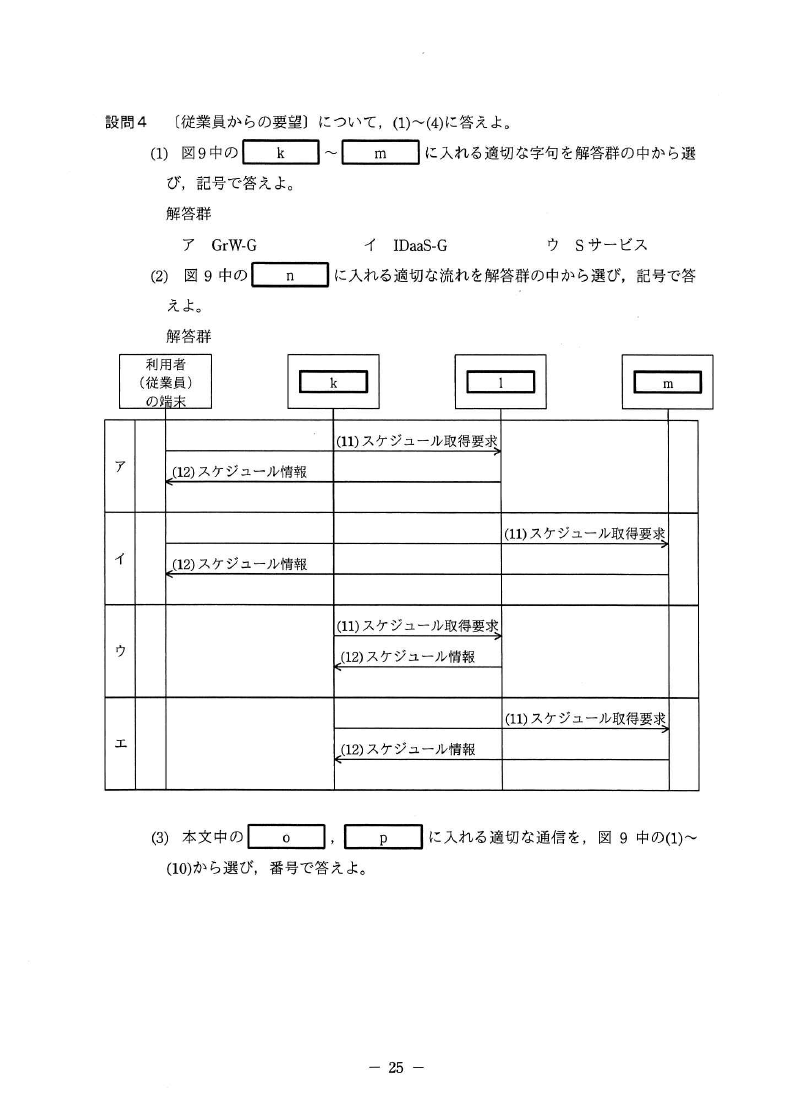 設問4 〔従業員からの要望〕について，(1)～(4)に答えよ。
(1) 図9中の k ～ m に入れる適切な字句を解答群の中から選
び，記号で答えよ。
解答群
ア GrW-G イ IDaaS-G ウ Sサービス
(2) 図 9 中の n に入れる適切な流れを解答群の中から選び，記号で答
えよ。
解答群
利用者
（従業員）
の端末
k
l
m
ア
(11)スケジュール取得要求
(12)スケジュール情報
イ
(11)スケジュール取得要求
(12)スケジュール情報
ウ
(11)スケジュール取得要求
(12)スケジュール情報
エ
(11)スケジュール取得要求
(12)スケジュール情報
(3) 本文中の o ， p に入れる適切な通信を，図 9 中の(1)～
(10)から選び，番号で答えよ。
－ 25 －